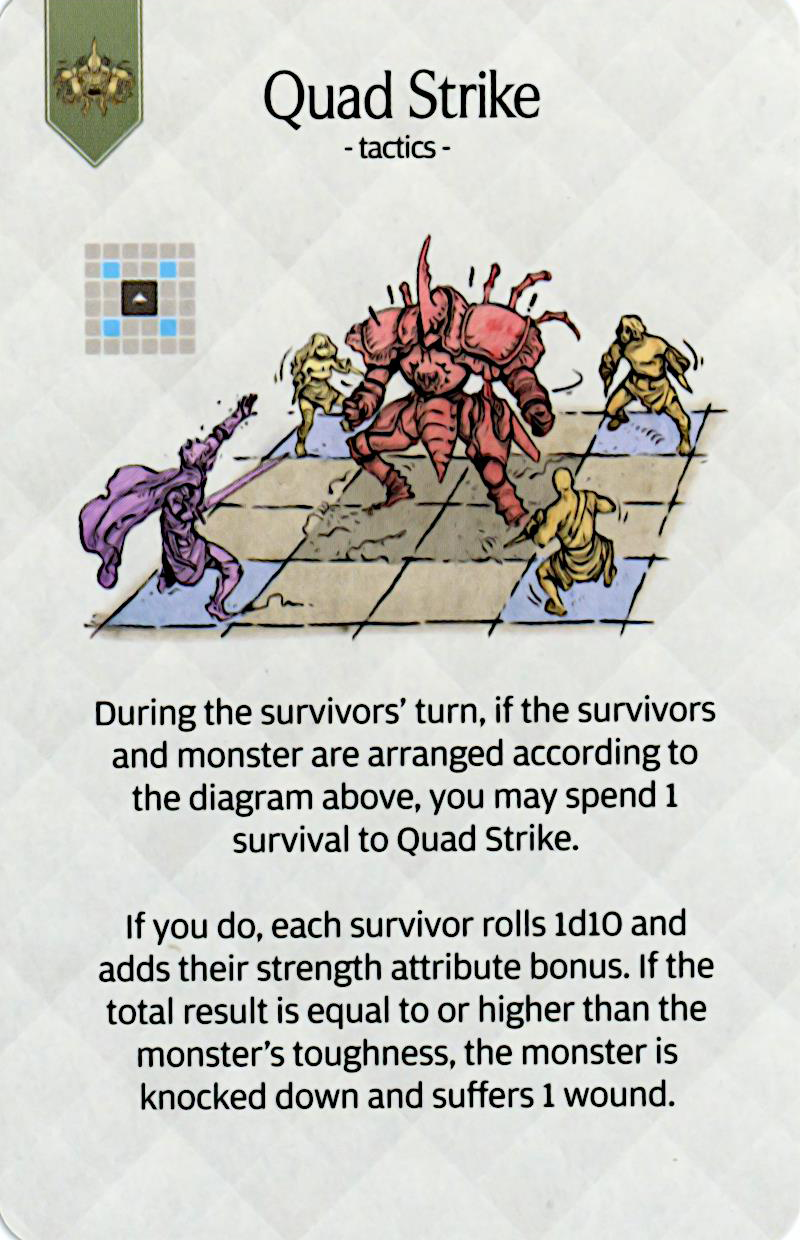 Quad Strike
- tactics -
During the survivors’ turn, if the survivors
and monster are arranged according to
the diagram above, you may spend 1
survival to Quad Strike.
If you do, each survivor rolls 1d10 and
adds their strength attribute bonus. If the
total result is equal to or higher than the
monster’s toughness, the monster is
knocked down and suffers 1 wound.